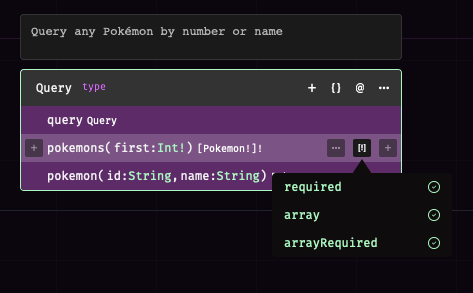 Query any Pokémon by number or name
Query type + {} @ ...
query Query
+ pokemons( first:Int!) [Pokemon!]! ... [!] +
pokemon( id:String, name:String)
required
array
arrayRequired